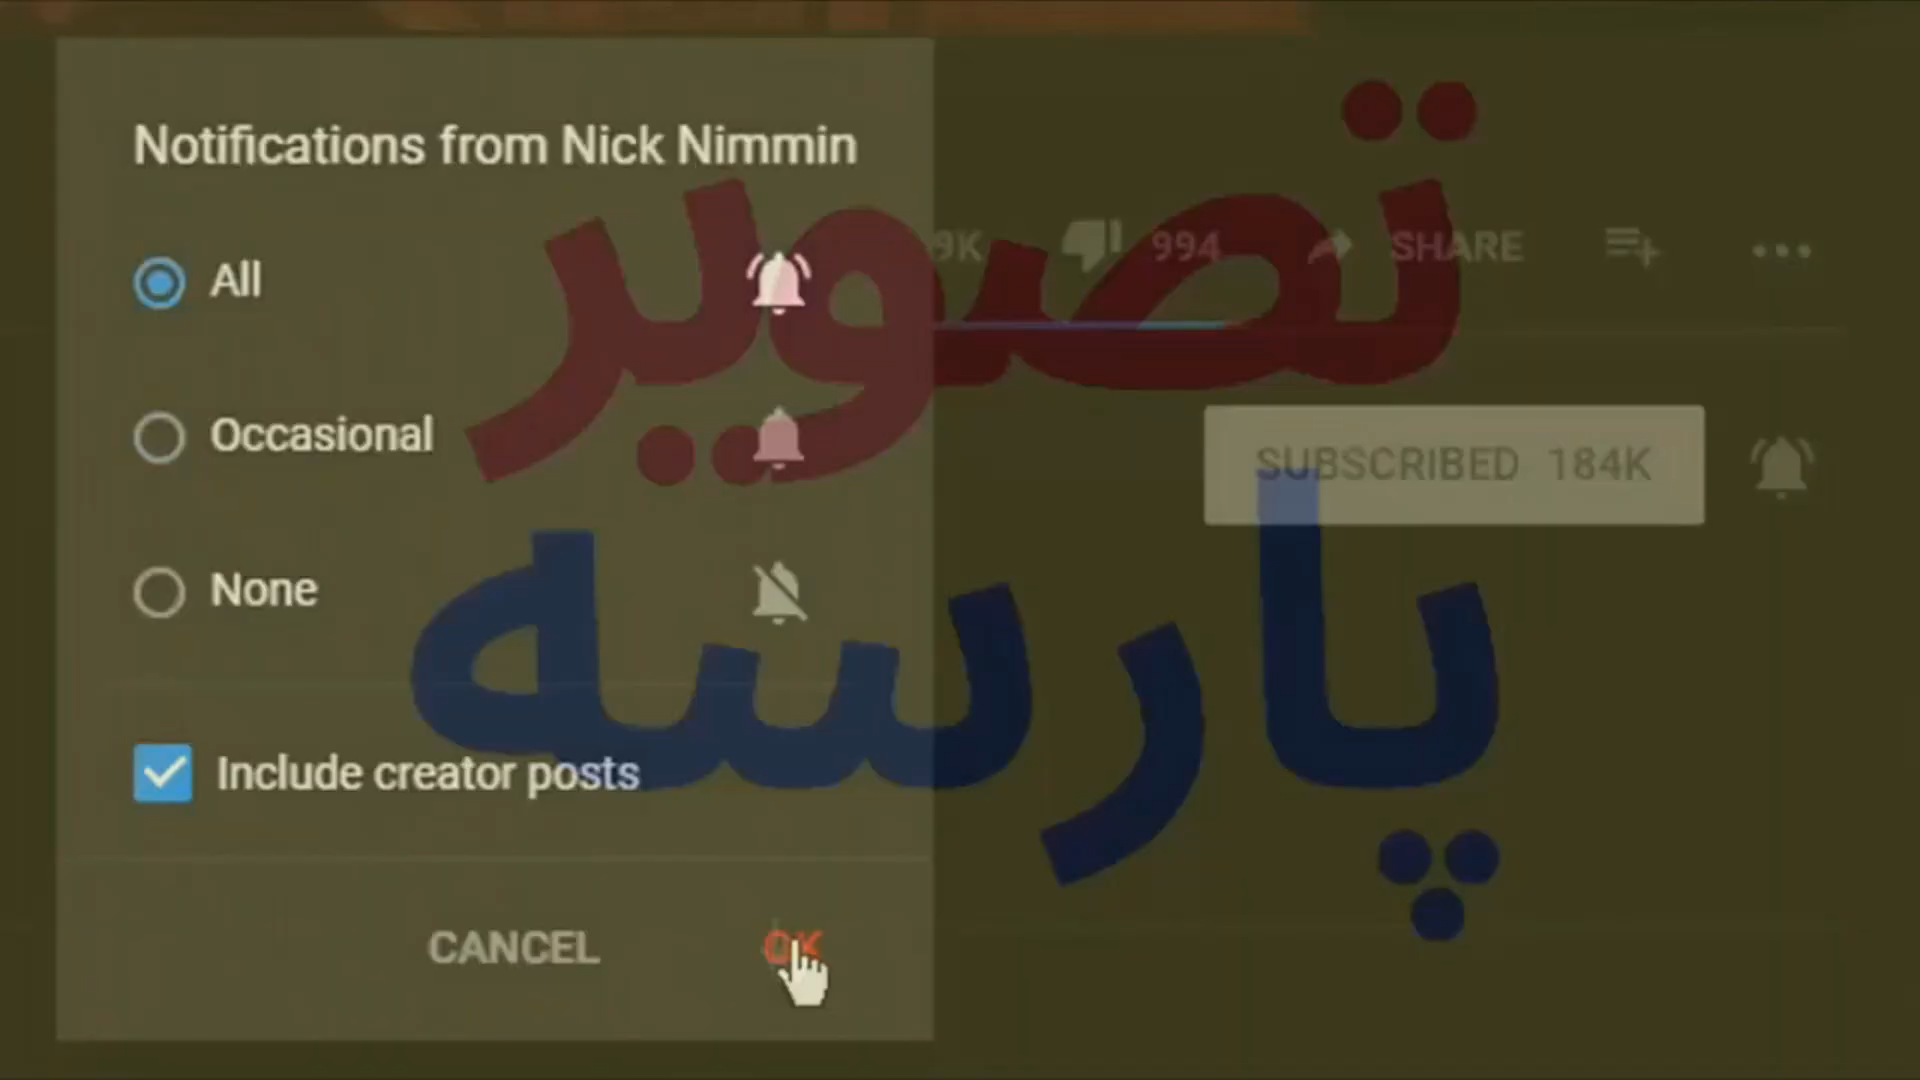 Notifications from Nick Nimmin
All
Occasional
None
Include creator posts
CANCEL OK
9K 994 SHARE
SUBSCRIBED 184K
تصویر
پارسه